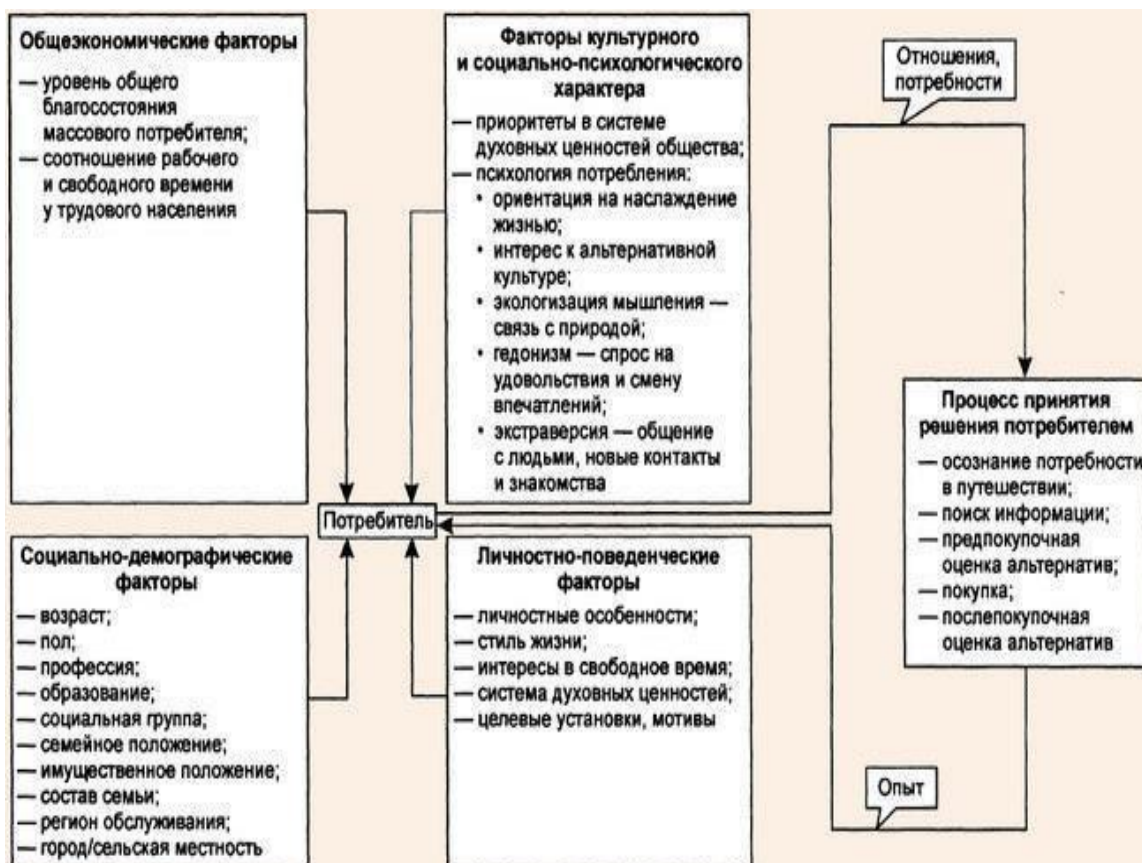 Общеэкономические факторы
— уровень общего
благосостояния
массового потребителя;
— соотношение рабочего
и свободного времени
у трудового населения
Факторы культурного
и социально-психологического
характера
— приоритеты в системе
духовных ценностей общества;
— психология потребления:
• ориентация на наслаждение
жизнью;
• интерес к альтернативной
культуре;
• экологизация мышления —
связь с природой;
• гедонизм — спрос на
удовольствия и смену
впечатлений;
• экстраверсия — общение
с людьми, новые контакты
и знакомства
Отношения,
потребности
Потребитель
Процесс принятия
решения потребителем
— осознание потребности
в путешествии;
— поиск информации;
— предпокупочная
оценка альтернатив;
— покупка;
— послепокупочная
оценка альтернатив
Социально-демографические
факторы
— возраст;
— пол;
— профессия;
— образование;
— социальная группа;
— семейное положение;
— имущественное положение;
— состав семьи;
— регион обслуживания;
— город/сельская местность
Личностно-поведенческие
факторы
— личностные особенности;
— стиль жизни;
— интересы в свободное время;
— система духовных ценностей;
— целевые установки, мотивы
Опыт